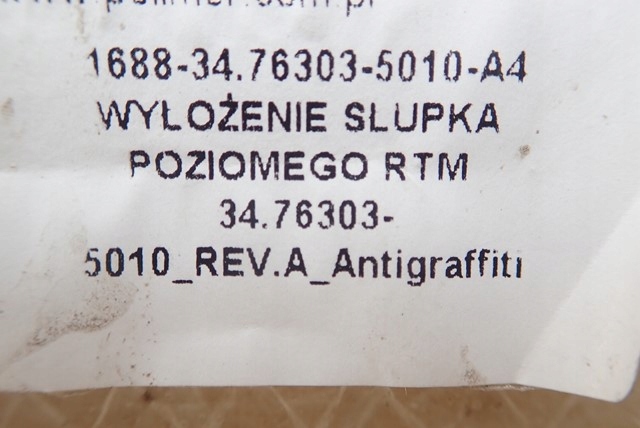 1688-34.76303-5010-A4
WYŁOŻENIE SLUPKA
POZIOMEGO RTM
34.76303-
5010_REV.A_Antigraffiti